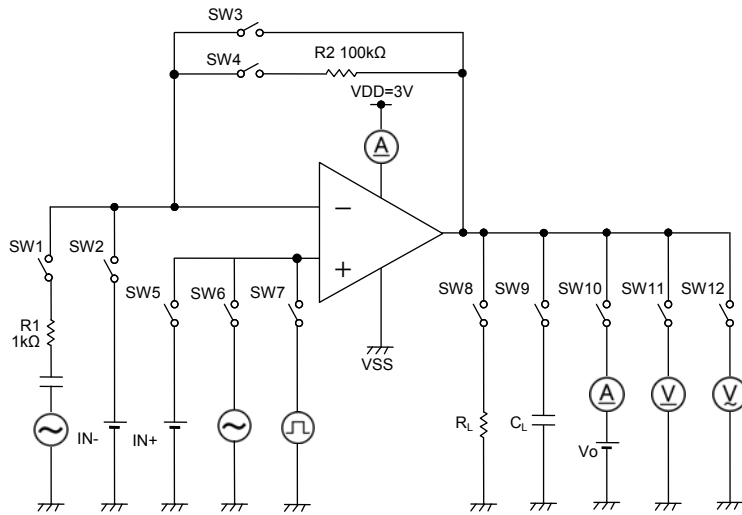 SW3
SW4
R2 100kΩ
VDD=3V
A
−
+
SW1
SW2
SW5
SW6
SW7
SW8
SW9
SW10
SW11
SW12
R1
1kΩ
VSS
IN-
IN+
RL
CL
A
V
V
Vo